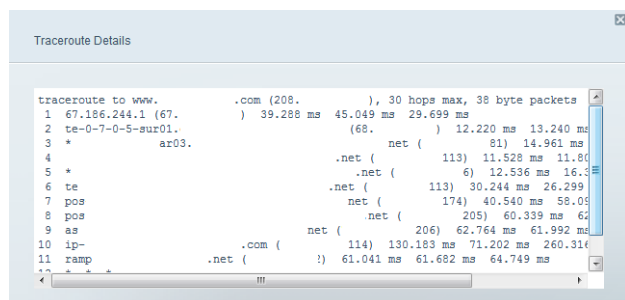 Traceroute Details
traceroute to www. .com (208. ), 30 hops max, 38 byte packets
1 67.186.244.1 (67. ) 39.288 ms 45.049 ms 29.699 ms
2 te-0-7-0-5-sur01. (68. ) 12.220 ms 13.240 ms
3 * ar03. net ( 81) 14.961 ms
4 .net ( 113) 11.528 ms 11.80
5 * .net ( 6) 12.536 ms 16.3
6 te .net ( 113) 30.244 ms 26.299
7 pos net ( 174) 40.540 ms 58.09
8 pos .net ( 205) 60.339 ms 62
9 as net ( 206) 62.764 ms 61.992 ms
10 ip- .com ( 114) 130.183 ms 71.202 ms 260.316
11 ramp .net ( ) 61.041 ms 61.682 ms 64.749 ms
12 * * *